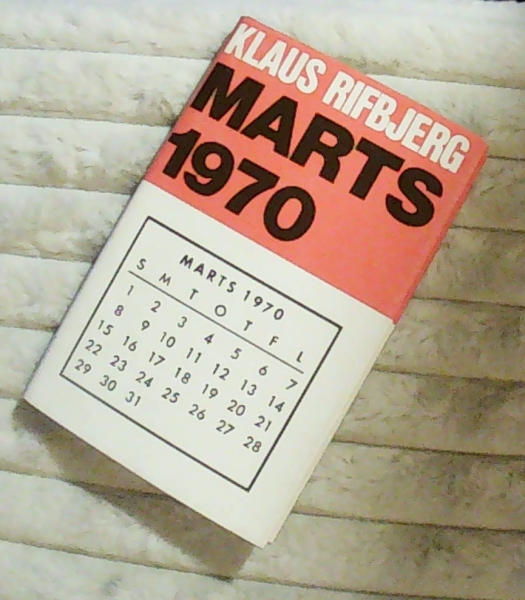 KLAUS RIFBJERG
MARTS
1970
MARTS 1970
S M T O T F L
1 2 3 4 5 6 7
8 9 10 11 12 13 14
15 16 17 18 19 20 21
22 23 24 25 26 27 28
29 30 31